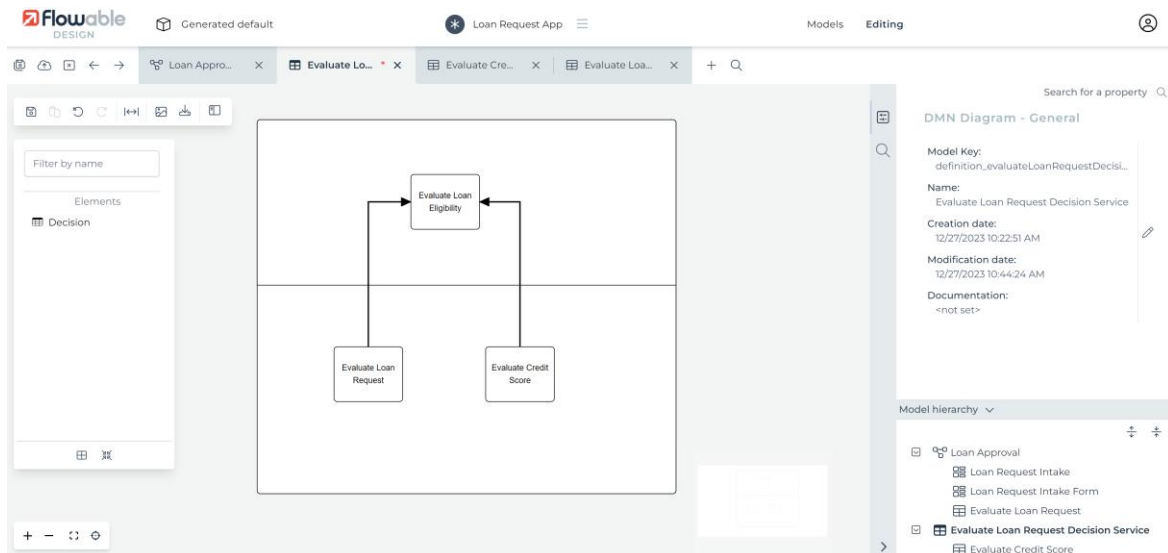 Flowable
DESIGN
Generated default
Loan Request App
Models
Editing
Loan Appro...
Evaluate Lo... *
Evaluate Cre...
Evaluate Loa...
Search for a property
Filter by name
Elements
Decision
Evaluate Loan
Eligibility
Evaluate Loan
Request
Evaluate Credit
Score
DMN Diagram - General
Model Key:
definition_evaluateLoanRequestDecisi...
Name:
Evaluate Loan Request Decision Service
Creation date:
12/27/2023 10:22:51 AM
Modification date:
12/27/2023 10:44:24 AM
Documentation:
<not set>
Model hierarchy
Loan Approval
Loan Request Intake
Loan Request Intake Form
Evaluate Loan Request
Evaluate Loan Request Decision Service
Evaluate Credit Score